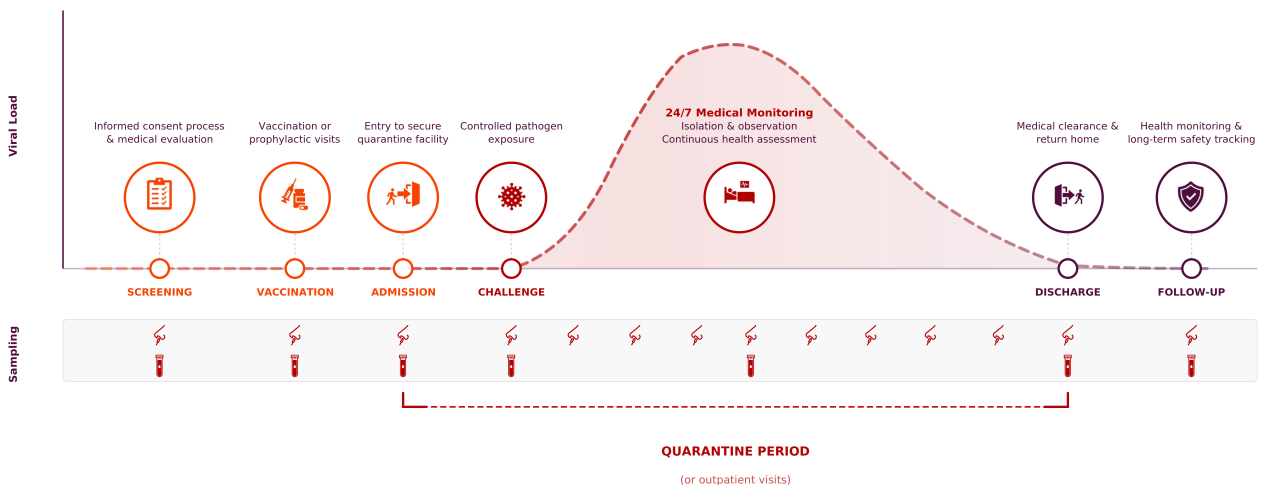 Viral Load
Informed consent process
& medical evaluation
Vaccination or
prophylactic visits
Entry to secure
quarantine facility
Controlled pathogen
exposure
24/7 Medical Monitoring
Isolation & observation
Continuous health assessment
Medical clearance &
return home
Health monitoring &
long-term safety tracking
SCREENING
VACCINATION
ADMISSION
CHALLENGE
DISCHARGE
FOLLOW-UP
Sampling
QUARANTINE PERIOD
(or outpatient visits)